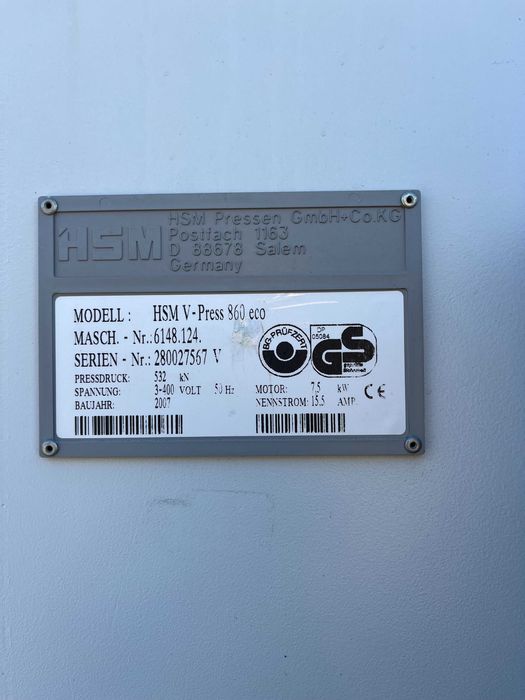 HSM
HSM Pressen GmbH+Co.KG
Postfach 1163
D 88678 Salem
Germany
MODELL : HSM V-Press 860 eco
MASCH. - Nr.:6148.124.
SERIEN - Nr.: 280027567 V
PRESSDRUCK: 532 kN
SPANNUNG: 3-400 VOLT 50 Hz
BAUJAHR: 2007
MOTOR: 7,5 kW
NENNSTROM: 15.5 AMP.
BG-PRÜFZERT
DP
05084
GS
CE